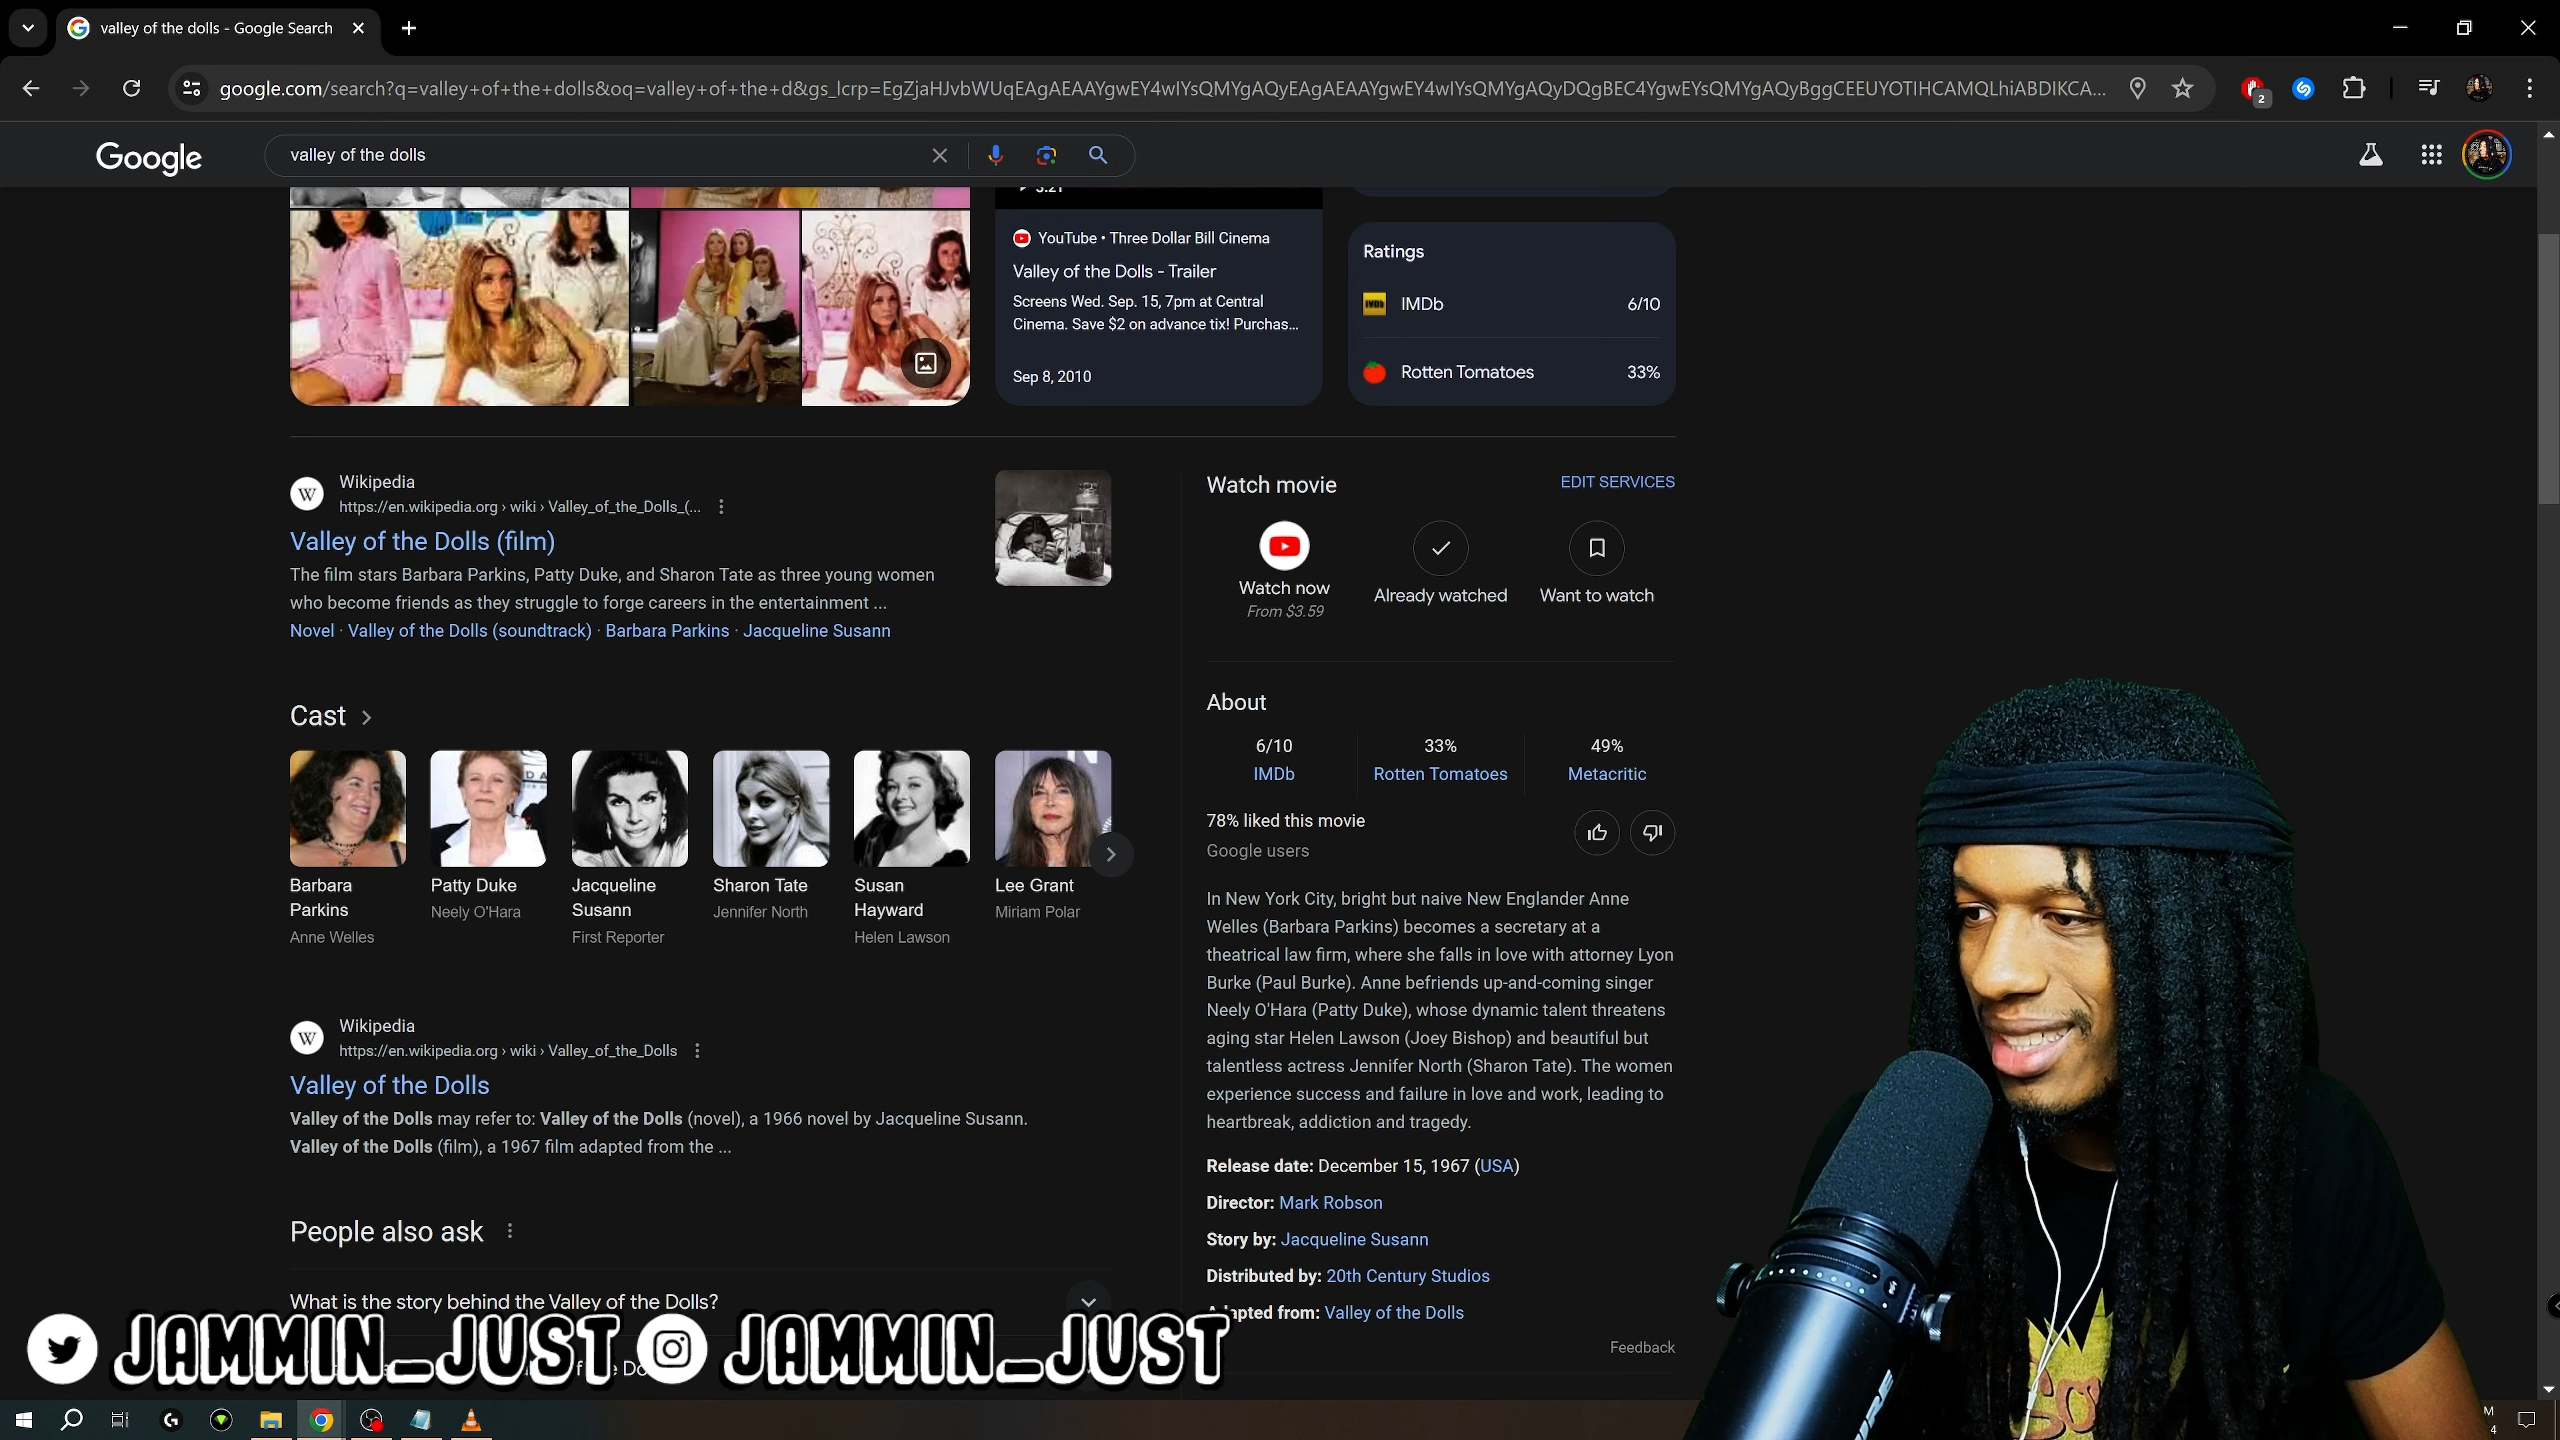 valley of the dolls - Google Search
google.com/search?q=valley+of+the+dolls&oq=valley+of+the+d&gs_lcrp=EgZjaHJvbWUqEAgAEAAYgwEY4wIYsQMYgAQyEAgAEAAYgwEY4wIYsQMYgAQyDQgBEC4YgwEYsQMYgAQyBggCEEUYOTIHCAMQLhiABDIKCA...
2
Google
valley of the dolls
3:21
YouTube • Three Dollar Bill Cinema
Valley of the Dolls - Trailer
Screens Wed. Sep. 15, 7pm at Central
Cinema. Save $2 on advance tix! Purchas...
Sep 8, 2010
Ratings
IMDb 6/10
Rotten Tomatoes 33%
Wikipedia
https://en.wikipedia.org › wiki › Valley_of_the_Dolls_(...
Valley of the Dolls (film)
The film stars Barbara Parkins, Patty Duke, and Sharon Tate as three young women
who become friends as they struggle to forge careers in the entertainment ...
Novel · Valley of the Dolls (soundtrack) · Barbara Parkins · Jacqueline Susann
Cast
Barbara
Parkins
Anne Welles
Patty Duke
Neely O'Hara
Jacqueline
Susann
First Reporter
Sharon Tate
Jennifer North
Susan
Hayward
Helen Lawson
Lee Grant
Miriam Polar
Wikipedia
https://en.wikipedia.org › wiki › Valley_of_the_Dolls
Valley of the Dolls
Valley of the Dolls may refer to: Valley of the Dolls (novel), a 1966 novel by Jacqueline Susann.
Valley of the Dolls (film), a 1967 film adapted from the ...
People also ask
What is the story behind the Valley of the Dolls?
Watch movie
EDIT SERVICES
Watch now
From $3.59
Already watched
Want to watch
About
6/10
IMDb
33%
Rotten Tomatoes
49%
Metacritic
78% liked this movie
Google users
In New York City, bright but naive New Englander Anne
Welles (Barbara Parkins) becomes a secretary at a
theatrical law firm, where she falls in love with attorney Lyon
Burke (Paul Burke). Anne befriends up-and-coming singer
Neely O'Hara (Patty Duke), whose dynamic talent threatens
aging star Helen Lawson (Joey Bishop) and beautiful but
talentless actress Jennifer North (Sharon Tate). The women
experience success and failure in love and work, leading to
heartbreak, addiction and tragedy.
Release date: December 15, 1967 (USA)
Director: Mark Robson
Story by: Jacqueline Susann
Distributed by: 20th Century Studios
Adapted from: Valley of the Dolls
Feedback
JAMMIN_JUST JAMMIN_JUST